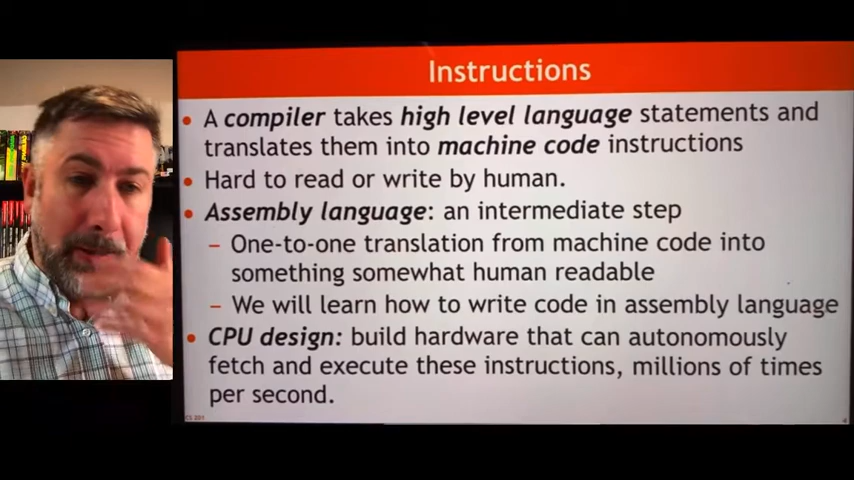 Instructions
A compiler takes high level language statements and
translates them into machine code instructions
Hard to read or write by human.
Assembly language: an intermediate step
– One-to-one translation from machine code into
something somewhat human readable
– We will learn how to write code in assembly language
CPU design: build hardware that can autonomously
fetch and execute these instructions, millions of times
per second.
CS 201